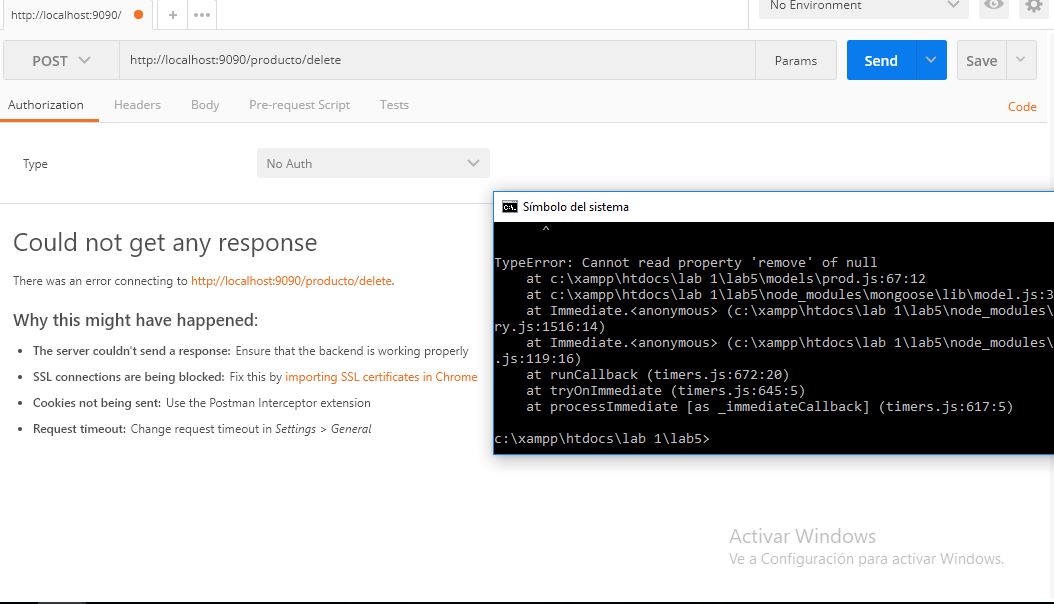 http://localhost:9090/
+
•••
No Environment
POST
http://localhost:9090/producto/delete
Params
Send
Save
Authorization
Headers
Body
Pre-request Script
Tests
Code
Type
No Auth
Could not get any response
There was an error connecting to http://localhost:9090/producto/delete.
Why this might have happened:
• The server couldn't send a response: Ensure that the backend is working properly
• SSL connections are being blocked: Fix this by importing SSL certificates in Chrome
• Cookies not being sent: Use the Postman Interceptor extension
• Request timeout: Change request timeout in Settings > General
C:\.
Símbolo del sistema
^
TypeError: Cannot read property 'remove' of null
at c:\xampp\htdocs\lab 1\lab5\models\prod.js:67:12
at c:\xampp\htdocs\lab 1\lab5\node_modules\mongoose\lib\model.js:3
at Immediate.<anonymous> (c:\xampp\htdocs\lab 1\lab5\node_modules\
ry.js:1516:14)
at Immediate.<anonymous> (c:\xampp\htdocs\lab 1\lab5\node_modules\
.js:119:16)
at runCallback (timers.js:672:20)
at tryOnImmediate (timers.js:645:5)
at processImmediate [as _immediateCallback] (timers.js:617:5)
c:\xampp\htdocs\lab 1\lab5>
Activar Windows
Ve a Configuración para activar Windows.